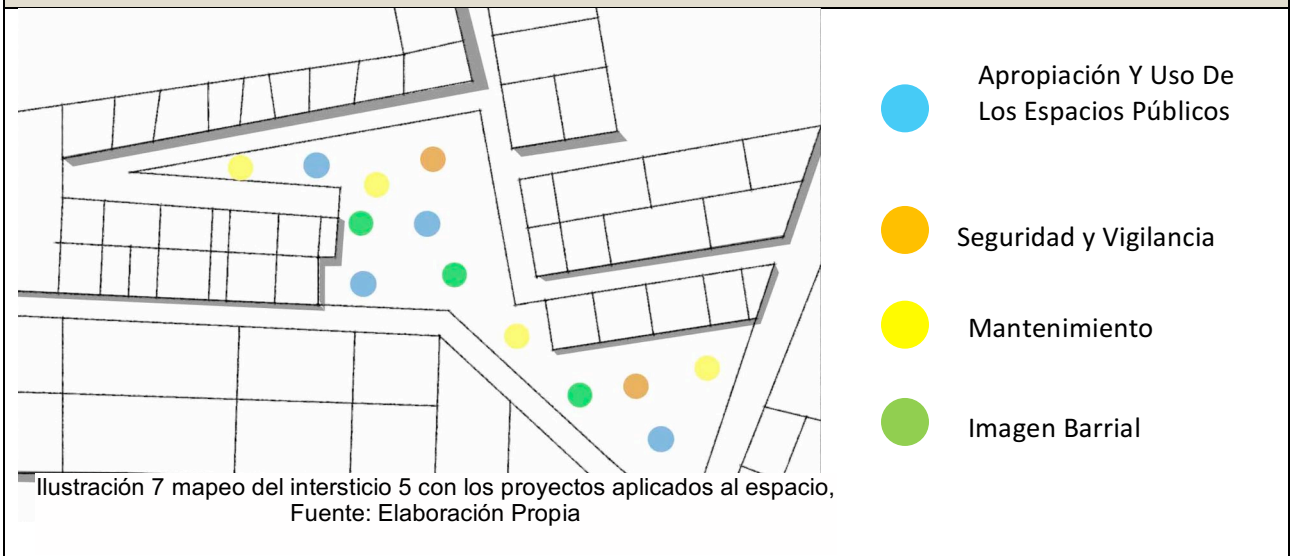 Apropiación Y Uso De
Los Espacios Públicos
Seguridad y Vigilancia
Mantenimiento
Imagen Barrial
Ilustración 7 mapeo del intersticio 5 con los proyectos aplicados al espacio,
Fuente: Elaboración Propia